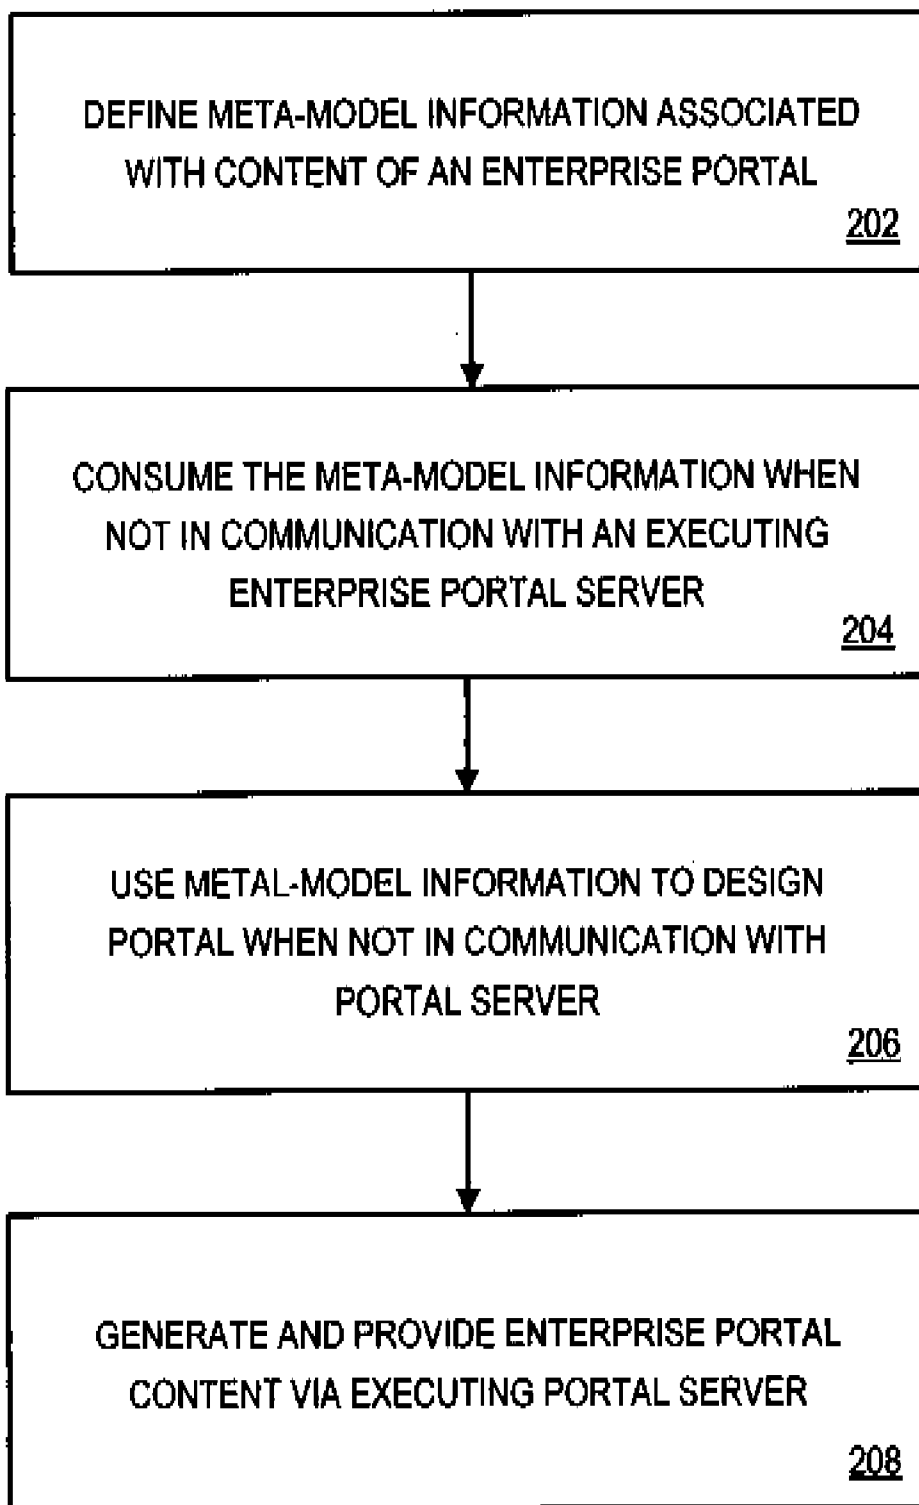 DEFINE META-MODEL INFORMATION ASSOCIATED
WITH CONTENT OF AN ENTERPRISE PORTAL
202
CONSUME THE META-MODEL INFORMATION WHEN
NOT IN COMMUNICATION WITH AN EXECUTING
ENTERPRISE PORTAL SERVER
204
USE METAL-MODEL INFORMATION TO DESIGN
PORTAL WHEN NOT IN COMMUNICATION WITH
PORTAL SERVER
206
GENERATE AND PROVIDE ENTERPRISE PORTAL
CONTENT VIA EXECUTING PORTAL SERVER
208